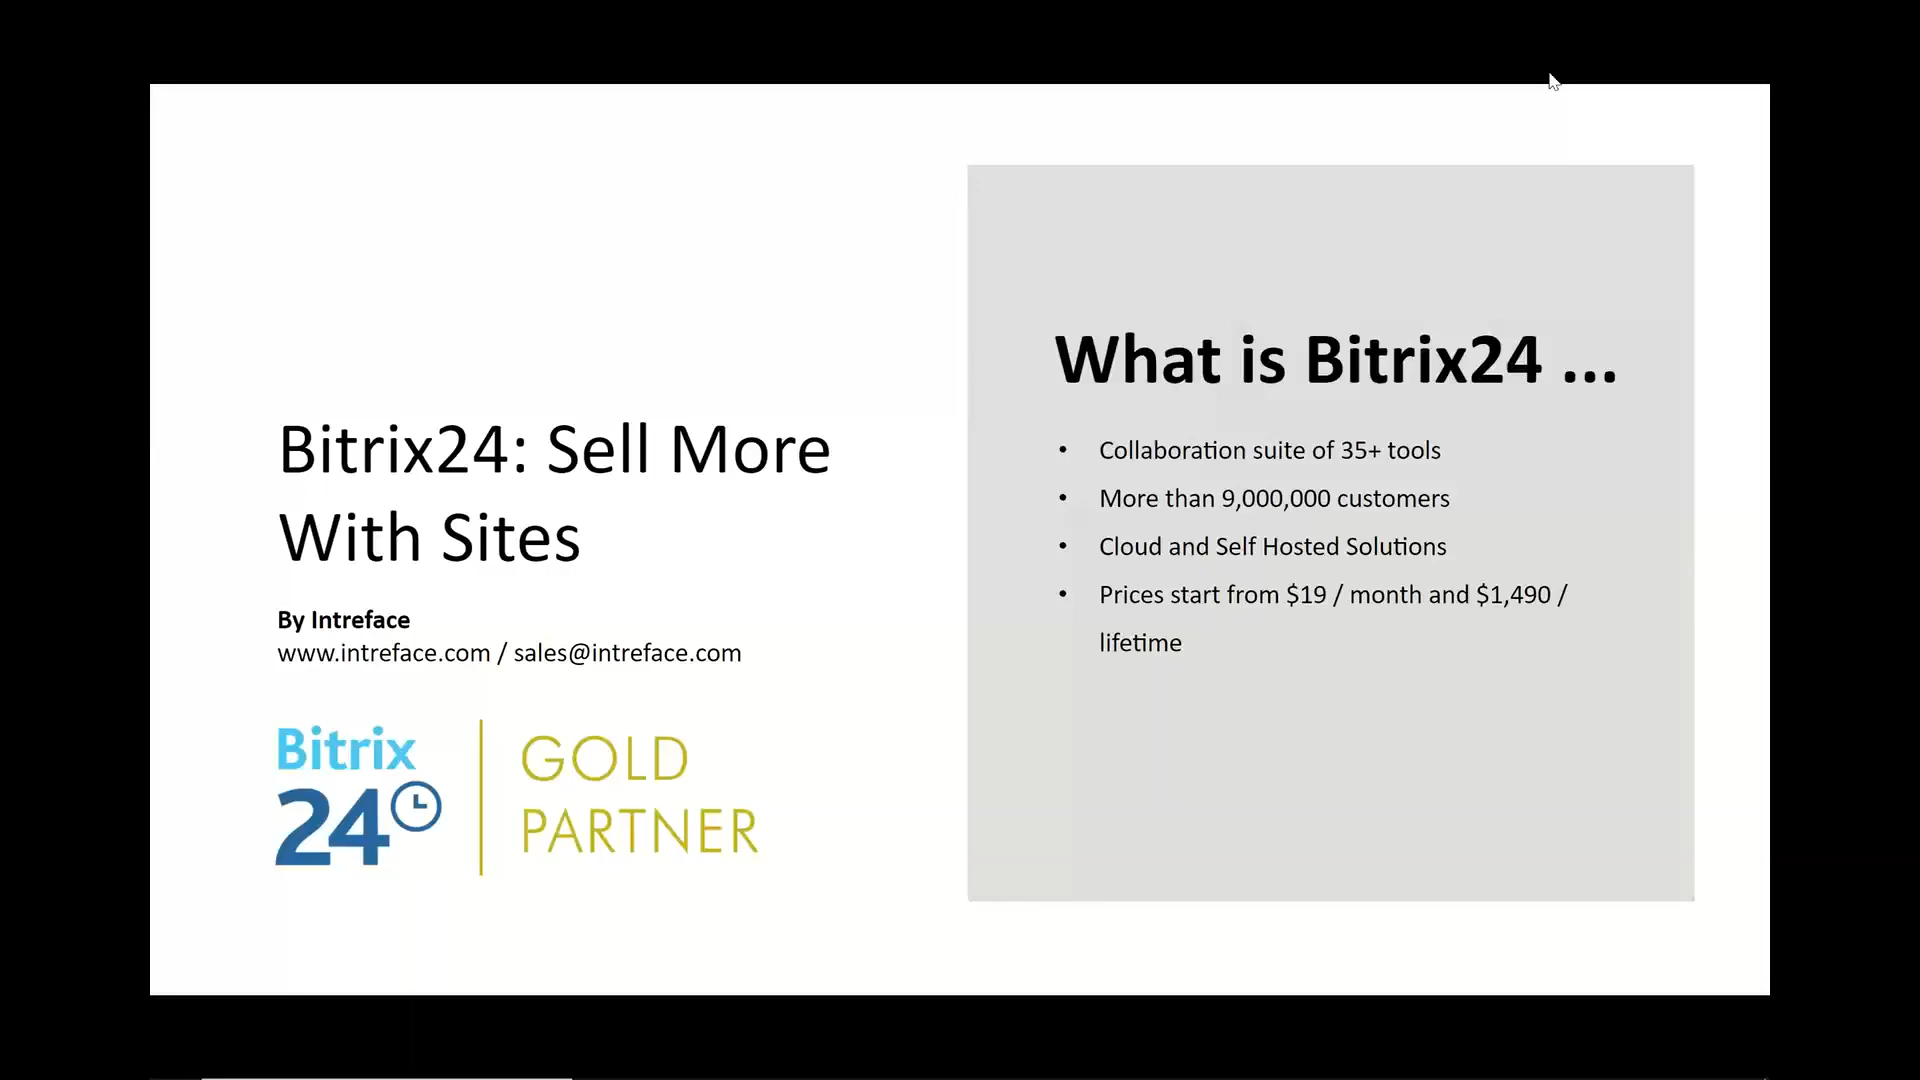 Bitrix24: Sell More
With Sites
By Intreface
www.intreface.com / sales@intreface.com
Bitrix
24
GOLD
PARTNER
What is Bitrix24 ...
• Collaboration suite of 35+ tools
• More than 9,000,000 customers
• Cloud and Self Hosted Solutions
• Prices start from $19 / month and $1,490 /
lifetime